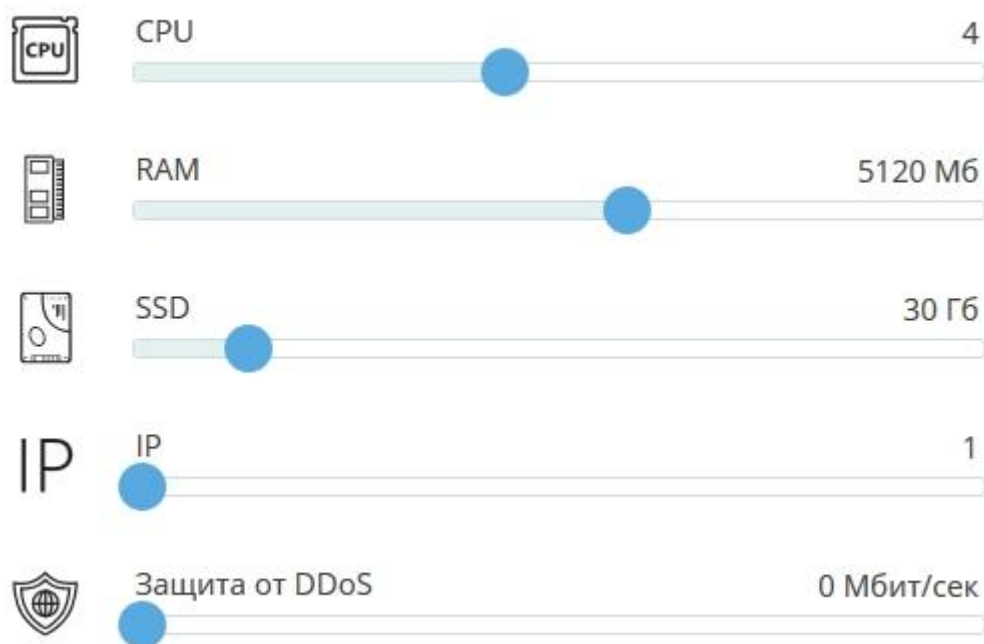 CPU
CPU 4
RAM 5120 Мб
SSD 30 Гб
IP
IP 1
Защита от DDoS 0 Мбит/сек